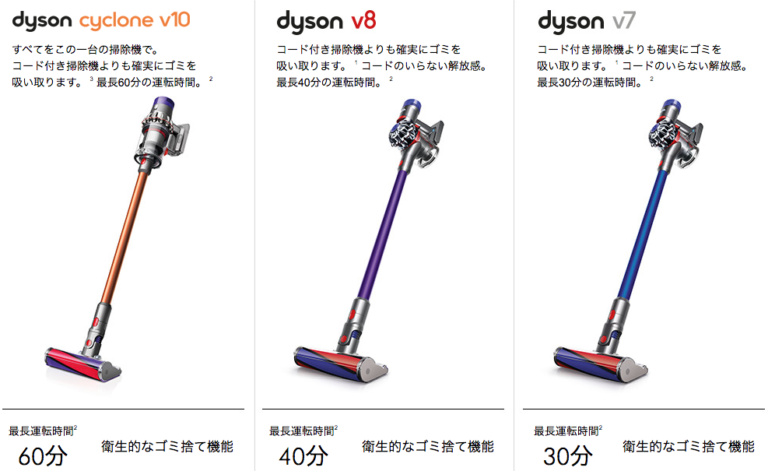 dyson cyclone v10
すべてをこの一台の掃除機で。
コード付き掃除機よりも確実にゴミを
吸い取ります。3 最長60分の運転時間。2
最長運転時間2
60分
衛生的なゴミ捨て機能
dyson v8
コード付き掃除機よりも確実にゴミを
吸い取ります。1 コードのいらない解放感。
最長40分の運転時間。2
最長運転時間2
40分
衛生的なゴミ捨て機能
dyson v7
コード付き掃除機よりも確実にゴミを
吸い取ります。1 コードのいらない解放感。
最長30分の運転時間。2
最長運転時間2
30分
衛生的なゴミ捨て機能